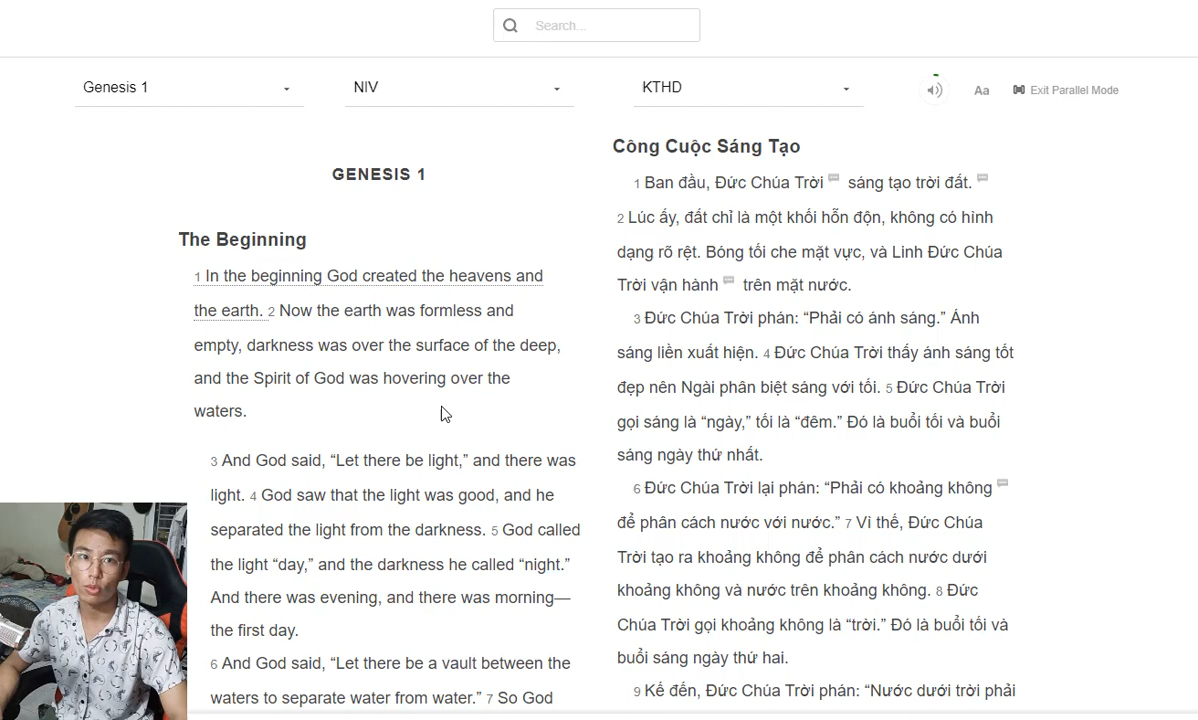 Search...
Genesis 1
NIV
KTHD
Aa
Exit Parallel Mode
GENESIS 1
The Beginning
1 In the beginning God created the heavens and
the earth. 2 Now the earth was formless and
empty, darkness was over the surface of the deep,
and the Spirit of God was hovering over the
waters.
3 And God said, “Let there be light,” and there was
light. 4 God saw that the light was good, and he
separated the light from the darkness. 5 God called
the light “day,” and the darkness he called “night.”
And there was evening, and there was morning—
the first day.
6 And God said, “Let there be a vault between the
waters to separate water from water.” 7 So God
Công Cuộc Sáng Tạo
1 Ban đầu, Đức Chúa Trời sáng tạo trời đất.
2 Lúc ấy, đất chỉ là một khối hỗn độn, không có hình
dạng rõ rệt. Bóng tối che mặt vực, và Linh Đức Chúa
Trời vận hành trên mặt nước.
3 Đức Chúa Trời phán: “Phải có ánh sáng.” Ánh
sáng liền xuất hiện. 4 Đức Chúa Trời thấy ánh sáng tốt
đẹp nên Ngài phân biệt sáng với tối. 5 Đức Chúa Trời
gọi sáng là “ngày,” tối là “đêm.” Đó là buổi tối và buổi
sáng ngày thứ nhất.
6 Đức Chúa Trời lại phán: “Phải có khoảng không
để phân cách nước với nước.” 7 Vì thế, Đức Chúa
Trời tạo ra khoảng không để phân cách nước dưới
khoảng không và nước trên khoảng không. 8 Đức
Chúa Trời gọi khoảng không là “trời.” Đó là buổi tối và
buổi sáng ngày thứ hai.
9 Kế đến, Đức Chúa Trời phán: “Nước dưới trời phải